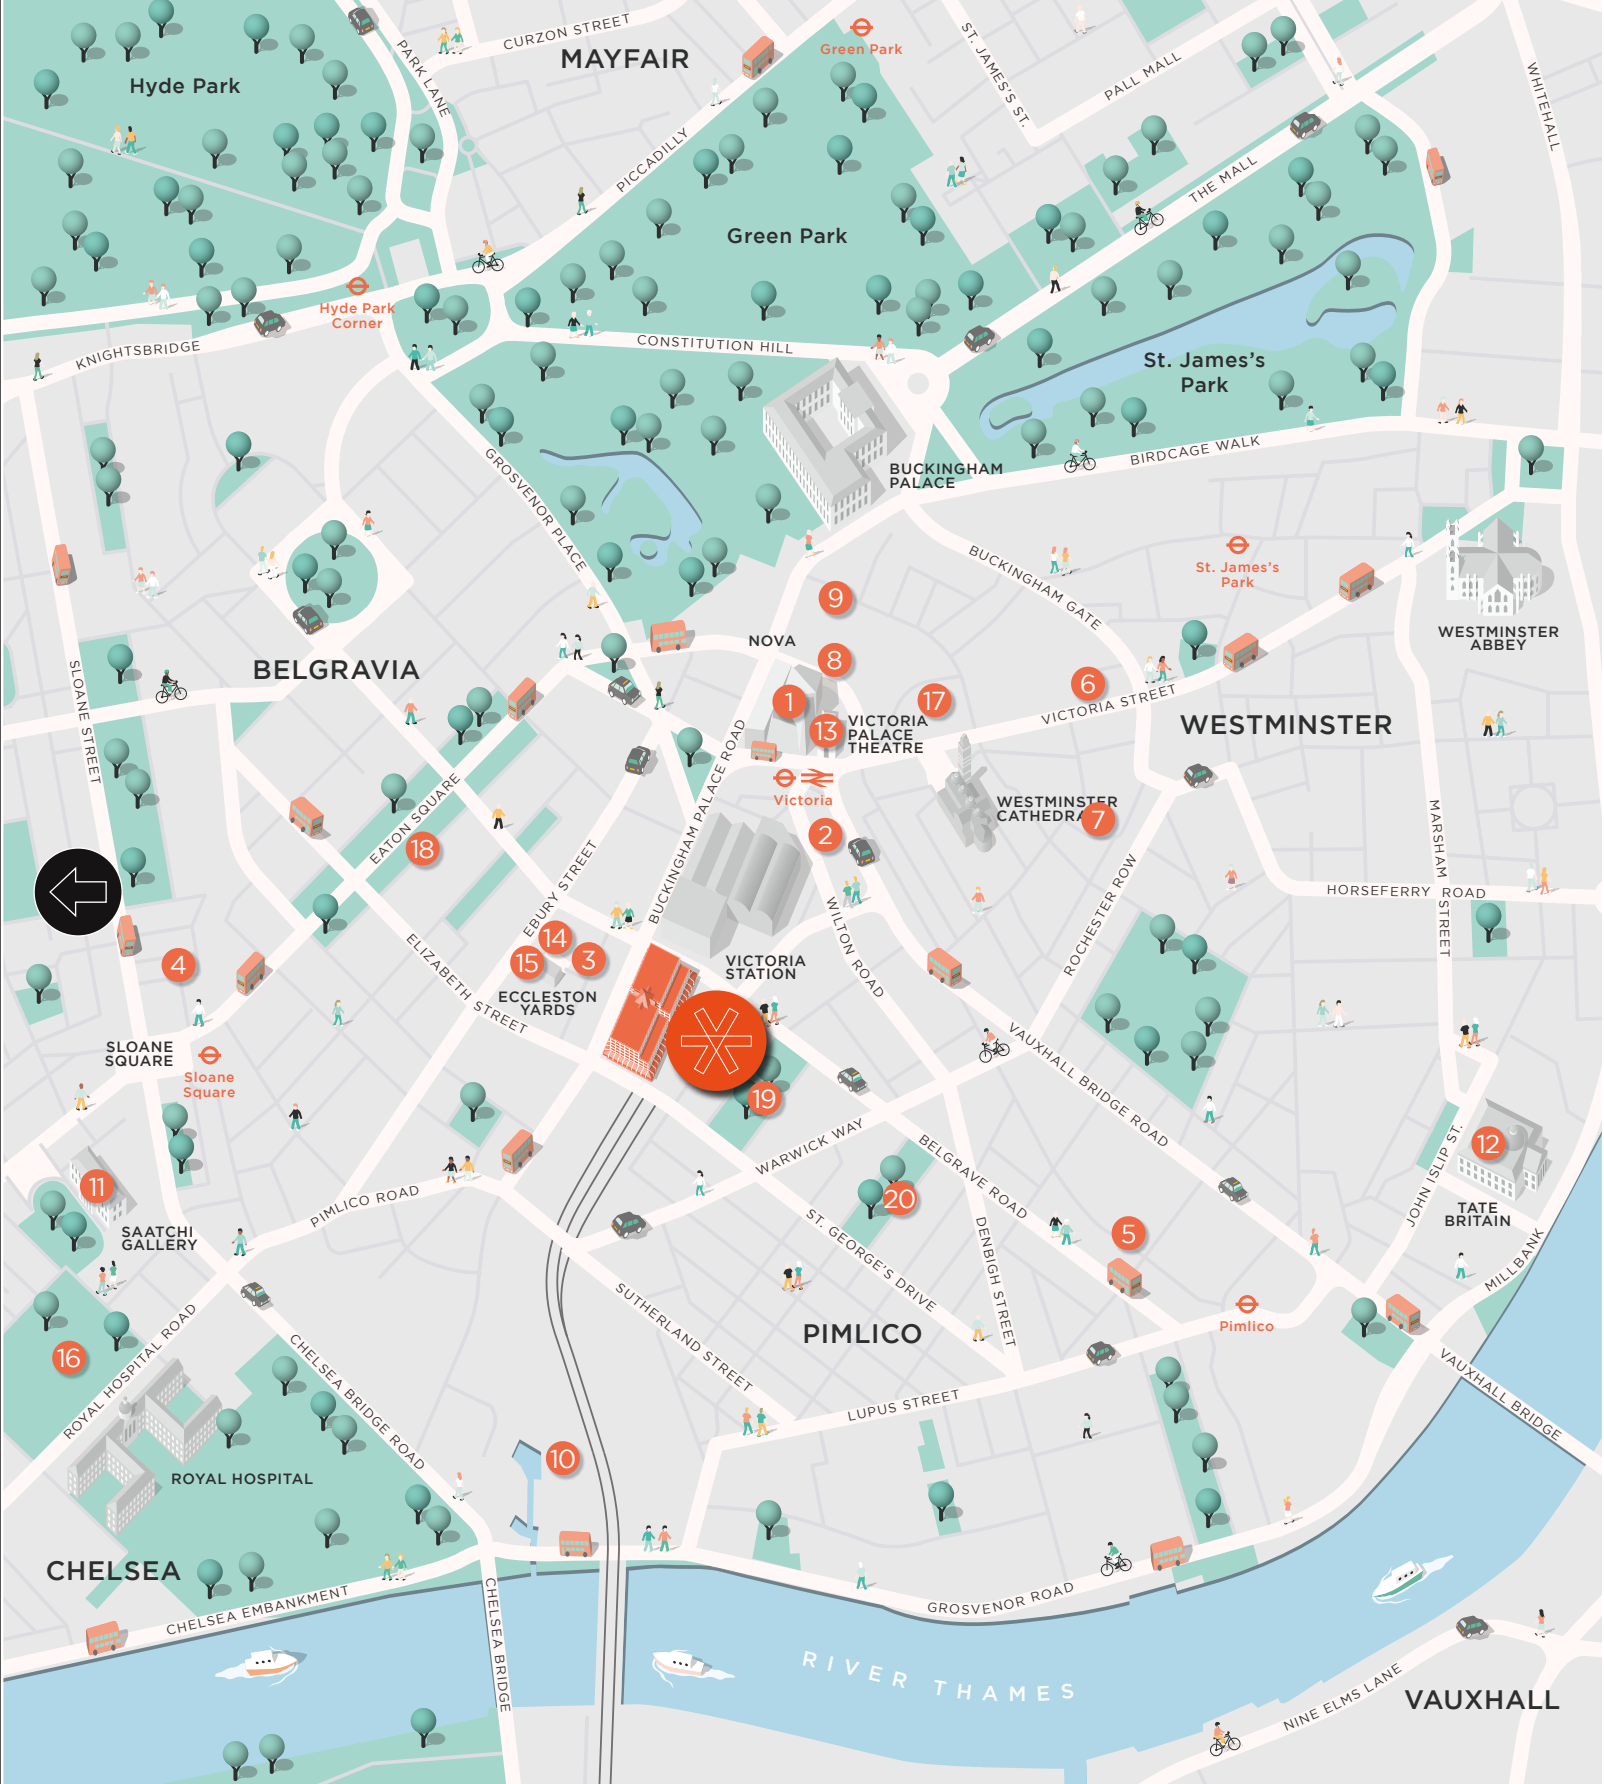 CURZON STREET
MAYFAIR
Green Park
Hyde Park
PARK LANE
ST. JAMES'S ST.
PALL MALL
WHITEHALL
PICCADILLY
THE MALL
Green Park
Hyde Park
Corner
KNIGHTSBRIDGE
CONSTITUTION HILL
St. James's
Park
BIRDCAGE WALK
BUCKINGHAM
PALACE
GROSVENOR PLACE
BUCKINGHAM GATE
St. James's
Park
WESTMINSTER
ABBEY
9
NOVA
8
BELGRAVIA
SLOANE STREET
1
17
6
VICTORIA STREET
13
VICTORIA
PALACE
THEATRE
WESTMINSTER
Victoria
BUCKINGHAM PALACE ROAD
WESTMINSTER
CATHEDRA
7
2
EATON SQUARE
18
EBURY STREET
MARSHAM STREET
HORSEFERRY ROAD
ROCHESTER ROW
WILTON ROAD
ELIZABETH STREET
14
15
3
4
ECCLESTON
YARDS
VICTORIA
STATION
SLOANE
SQUARE
Sloane
Square
VAUXHALL BRIDGE ROAD
19
WARWICK WAY
BELGRAVE ROAD
JOHN ISLIP ST.
12
TATE
BRITAIN
MILLBANK
11
SAATCHI
GALLERY
PIMLICO ROAD
20
ST. GEORGE'S DRIVE
DENBIGH STREET
5
Pimlico
16
ROYAL HOSPITAL ROAD
CHELSEA BRIDGE ROAD
SUTHERLAND STREET
PIMLICO
LUPUS STREET
VAUXHALL BRIDGE
ROYAL HOSPITAL
10
CHELSEA
CHELSEA EMBANKMENT
CHELSEA BRIDGE
GROSVENOR ROAD
RIVER THAMES
NINE ELMS LANE
VAUXHALL